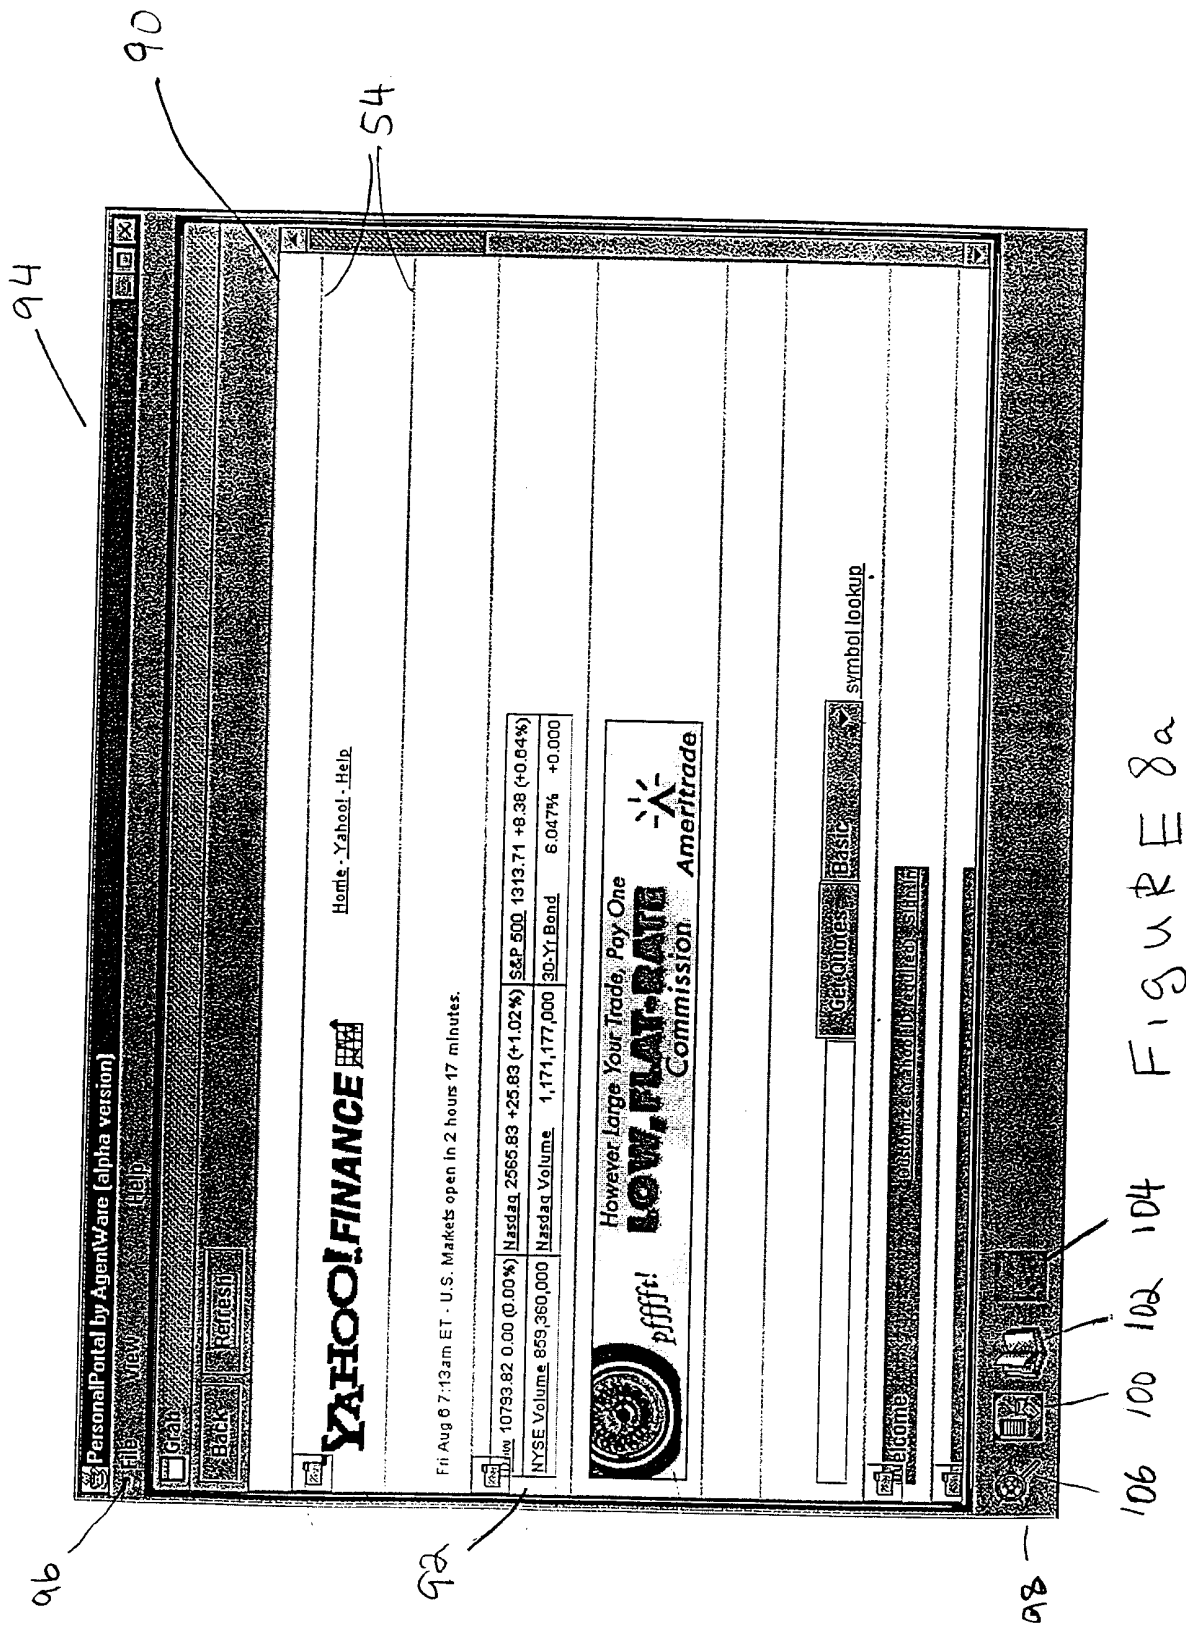 94
90
54
PersonalPortal by AgentWare (alpha version)
96
File View Help
Grab
Back Refresh
YAHOO! FINANCE
Home - Yahoo! - Help
Fri Aug 6 7:13am ET - U.S. Markets open in 2 hours 17 minutes.
92
10793.82 0.00 (0.00%) Nasdaq 2565.83 +25.83 (+1.02%) S&P 500 1313.71 +8.38 (+0.64%)
NYSE Volume 859,360,000 Nasdaq Volume 1,171,177,000 30-Yr Bond 6.047% +0.000
pfffft!
However Large Your Trade, Pay One
LOW, FLAT-RATE
Commission
Ameritrade
Get Quotes Basic symbol lookup
elcome
98
106 100 102 104
FIGURE 8a